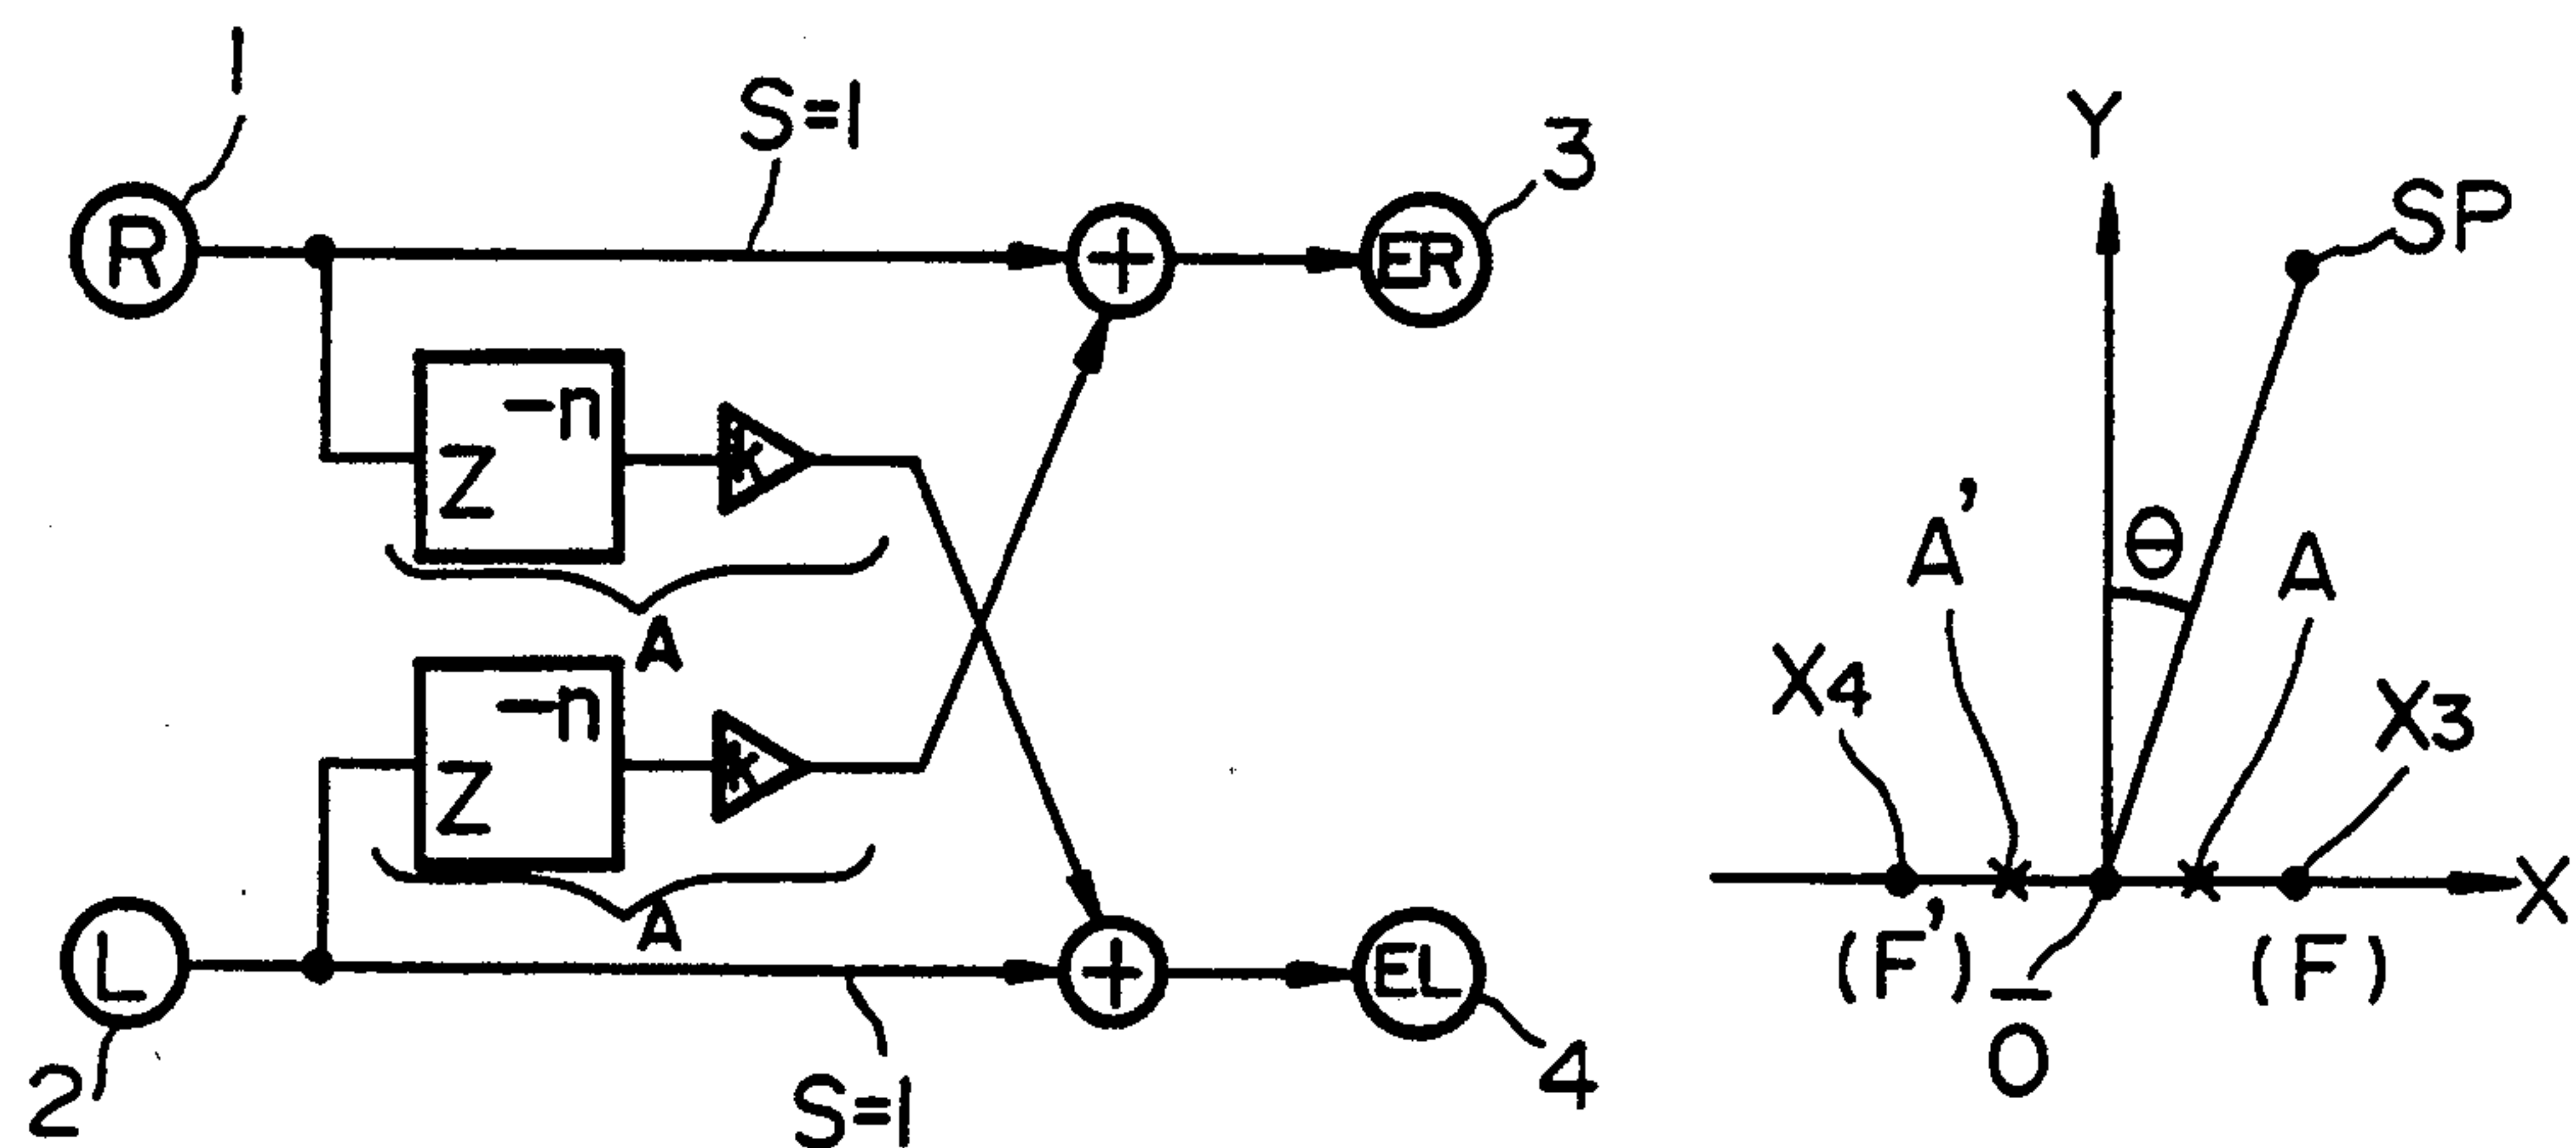 1
S=1
3
R
+
ER
z-n
k
A
z-n
k
A
L
+
EL
2
S=1
4
Y
SP
θ
A'
A
X4
X3
X
(F')
(F)
O